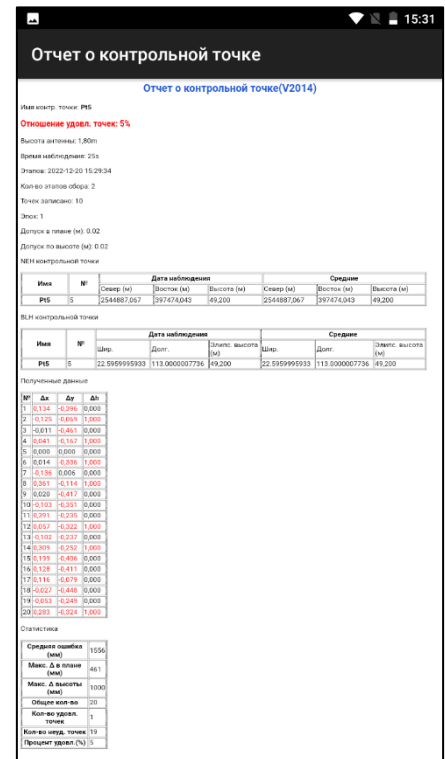 15:31
Отчет о контрольной точке
Отчет о контрольной точке(V2014)
Имя контр. точки: Pt5
Отношение удовл. точек: 5%
Высота антенны: 1,80m
Время наблюдения: 25s
Этапов: 2022-12-20 15:29:34
Кол-во этапов сбора: 2
Точек записано: 10
Эпох: 1
Допуск в плане (м): 0.02
Допуск по высоте (м): 0.02
NEH контрольной точки
Имя № Дата наблюдения Средние
Север (м) Восток (м) Высота (м) Север (м) Восток (м) Высота (м)
Pt5 5 2544887,067 397474,043 49,200 2544887,067 397474,043 49,200
BLH контрольной точки
Имя № Дата наблюдения Средние
Шир. Долг. Элипс. высота (м) Шир. Долг. Элипс. высота (м)
Pt5 5 22.5959995933 113.0000007736 49,200 22.5959995933 113.0000007736 49,200
Полученные данные
№ Δx Δy Δh
1 0,134 -0,396 0,000
2 -0,125 -0,069 1,000
3 -0,011 -0,461 0,000
4 0,041 -0,167 1,000
5 0,000 0,000 0,000
6 0,014 -0,336 1,000
7 -0,136 0,006 0,000
8 0,361 -0,114 1,000
9 0,020 -0,417 0,000
10 -0,103 -0,351 0,000
11 0,391 -0,235 0,000
12 0,057 -0,322 1,000
13 -0,102 -0,237 0,000
14 0,309 -0,252 1,000
15 0,199 -0,406 0,000
16 0,128 -0,411 0,000
17 0,116 -0,079 0,000
18 -0,027 -0,448 0,000
19 -0,053 -0,249 0,000
20 0,283 -0,324 1,000
Статистика
Средняя ошибка (мм) 1556
Макс. Δ в плане (мм) 461
Макс. Δ высоты (мм) 1000
Общее кол-во 20
Кол-во удовл. точек 1
Кол-во неуд. точек 19
Процент удовл.(%) 5